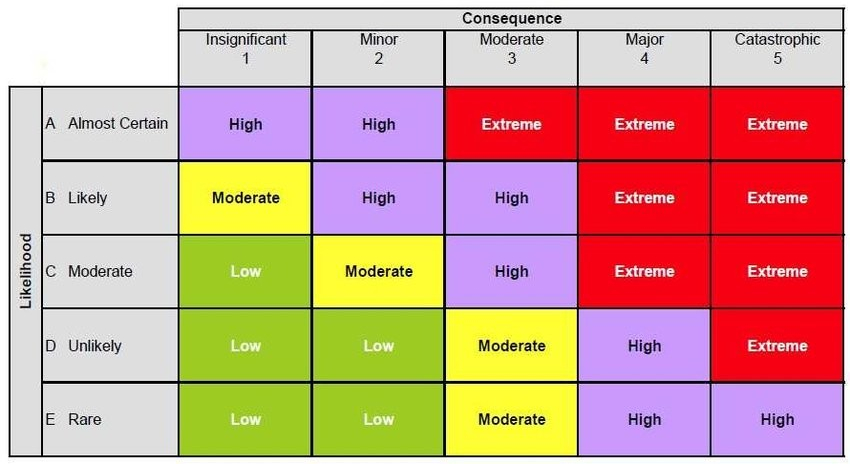 Consequence
Insignificant Minor Moderate Major Catastrophic
1 2 3 4 5
Likelihood
A Almost Certain High High Extreme Extreme Extreme
B Likely Moderate High High Extreme Extreme
C Moderate Low Moderate High Extreme Extreme
D Unlikely Low Low Moderate High Extreme
E Rare Low Low Moderate High High